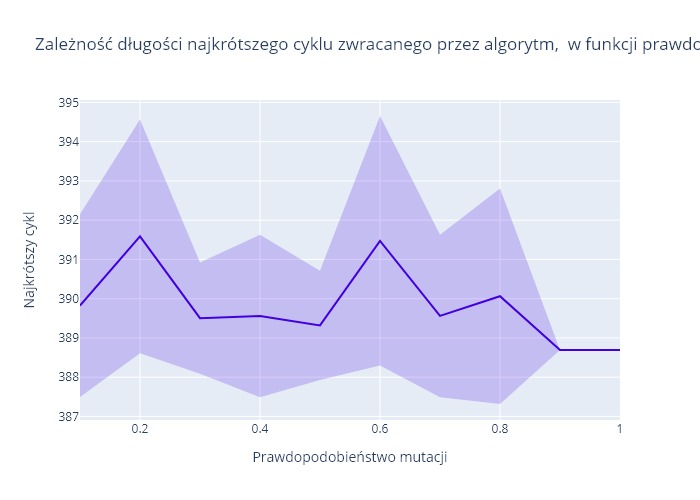 Zależność długości najkrótszego cyklu zwracanego przez algorytm,  w funkcji prawdo
395
394
393
392
391
390
389
388
387
Najkrótszy cykl
0.2 0.4 0.6 0.8 1
Prawdopodobieństwo mutacji